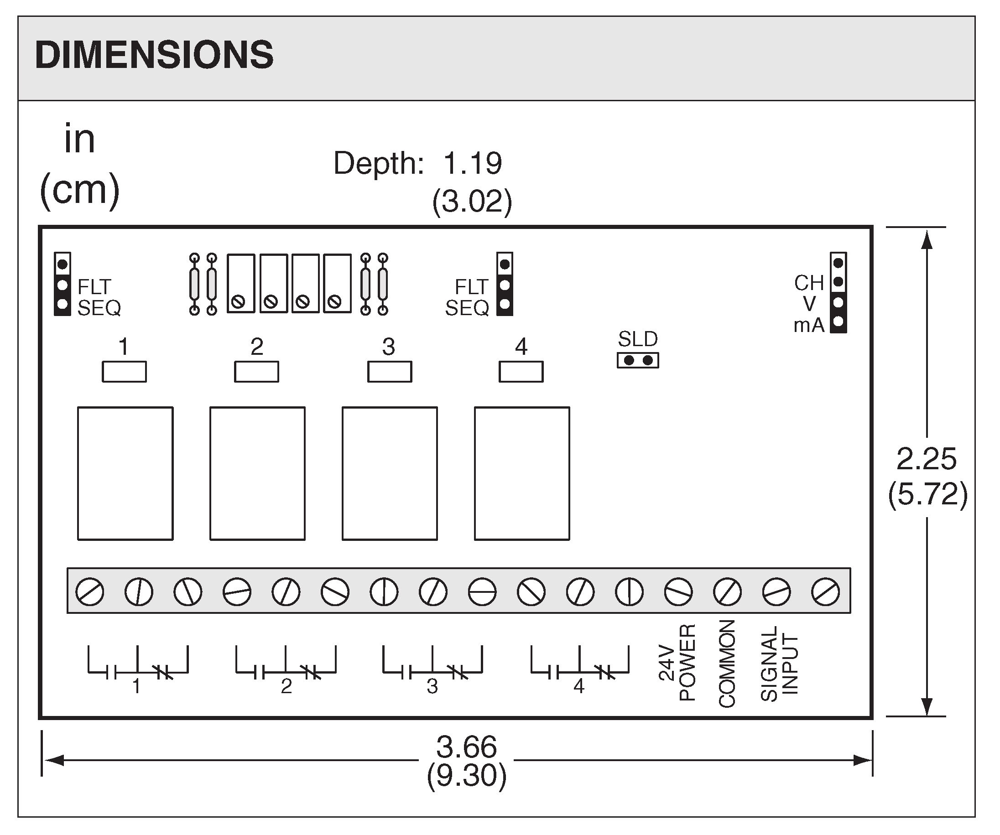 DIMENSIONS
in
(cm)
Depth: 1.19
(3.02)
FLT
SEQ
FLT
SEQ
CH
V
mA
SLD
1 2 3 4
2.25
(5.72)
1 2 3 4
24V
POWER
COMMON
SIGNAL
INPUT
3.66
(9.30)